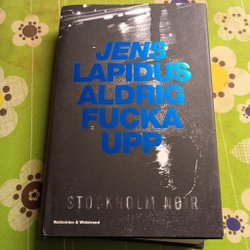 JENS
LAPIDUS
ALDRIG
FUCKA
UPP
STOCKHOLM NOIR
Wahlström & Widstrand